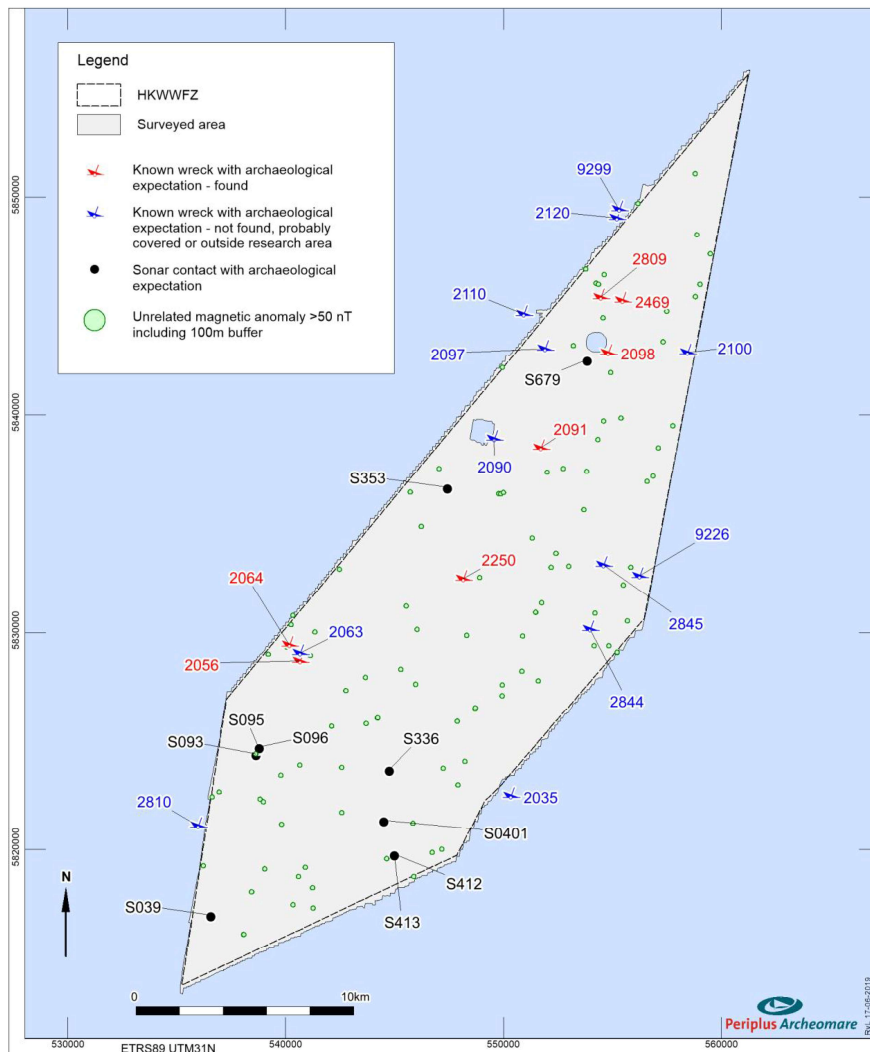 Legend
HKWWFZ
Surveyed area
Known wreck with archaeological
expectation - found
Known wreck with archaeological
expectation - not found, probably
covered or outside research area
Sonar contact with archaeological
expectation
Unrelated magnetic anomaly >50 nT
including 100m buffer
9299
2120
2809
2469
2110
2097
2098
2100
S679
2091
2090
S353
9226
2250
2064
2063
2845
2056
2844
S095
S096
S093
S336
2810
2035
S0401
S412
S039
S413
5850000
5840000
5830000
5820000
N
0
10km
530000
540000
550000
560000
ETRS89 UTM31N
Periplus Archeomare
RvL 17-06-2019